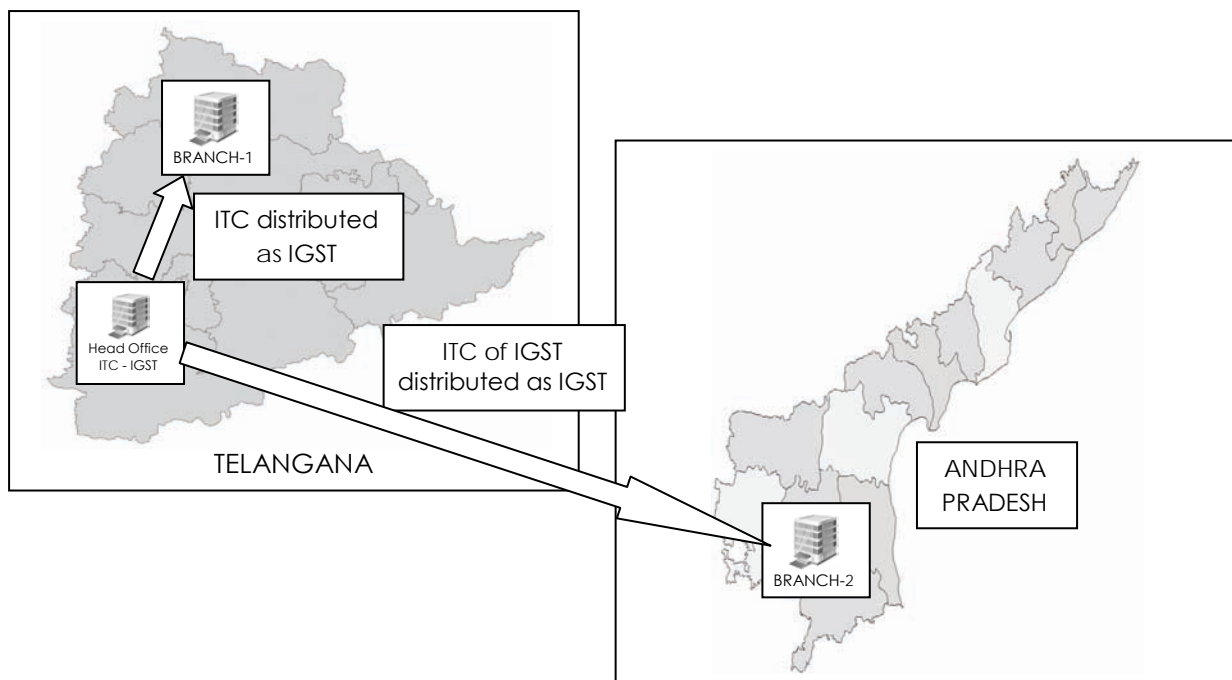 BRANCH-1
ITC distributed
as IGST
Head Office
ITC - IGST
ITC of IGST
distributed as IGST
TELANGANA
ANDHRA
PRADESH
BRANCH-2